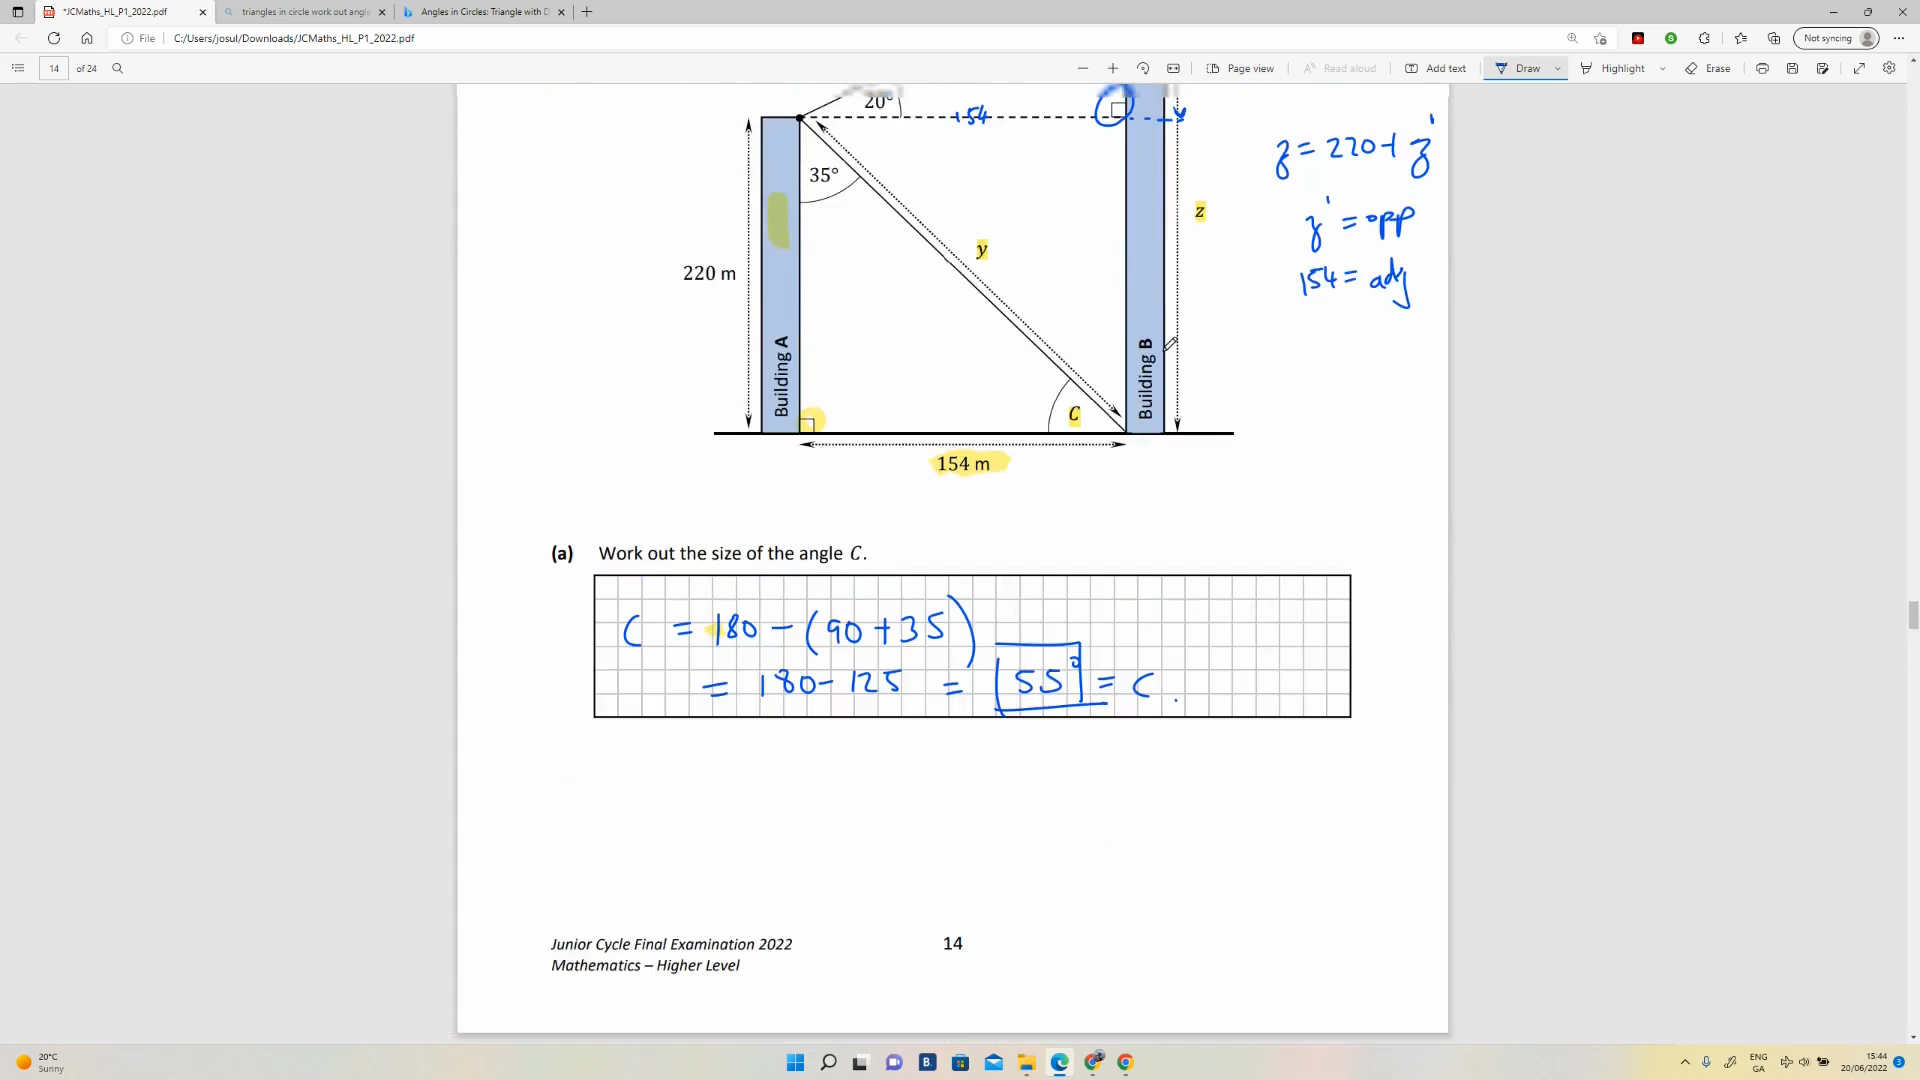 *JCMaths_HL_P1_2022.pdf
triangles in circle work out angle
Angles in Circles: Triangle with D
File
C:/Users/josul/Downloads/JCMaths_HL_P1_2022.pdf
Not syncing
14
of 24
Page view
Read aloud
Add text
Draw
Highlight
Erase
20°
154
z = 220 + z'
35°
z
z' = opp
y
220 m
154 = adj
Building A
Building B
C
154 m
(a) Work out the size of the angle C.
C = 180 - (90 + 35)
= 180 - 125 = 55° = C.
Junior Cycle Final Examination 2022
14
Mathematics – Higher Level
20°C
Sunny
ENG
GA
15:44
20/06/2022
3